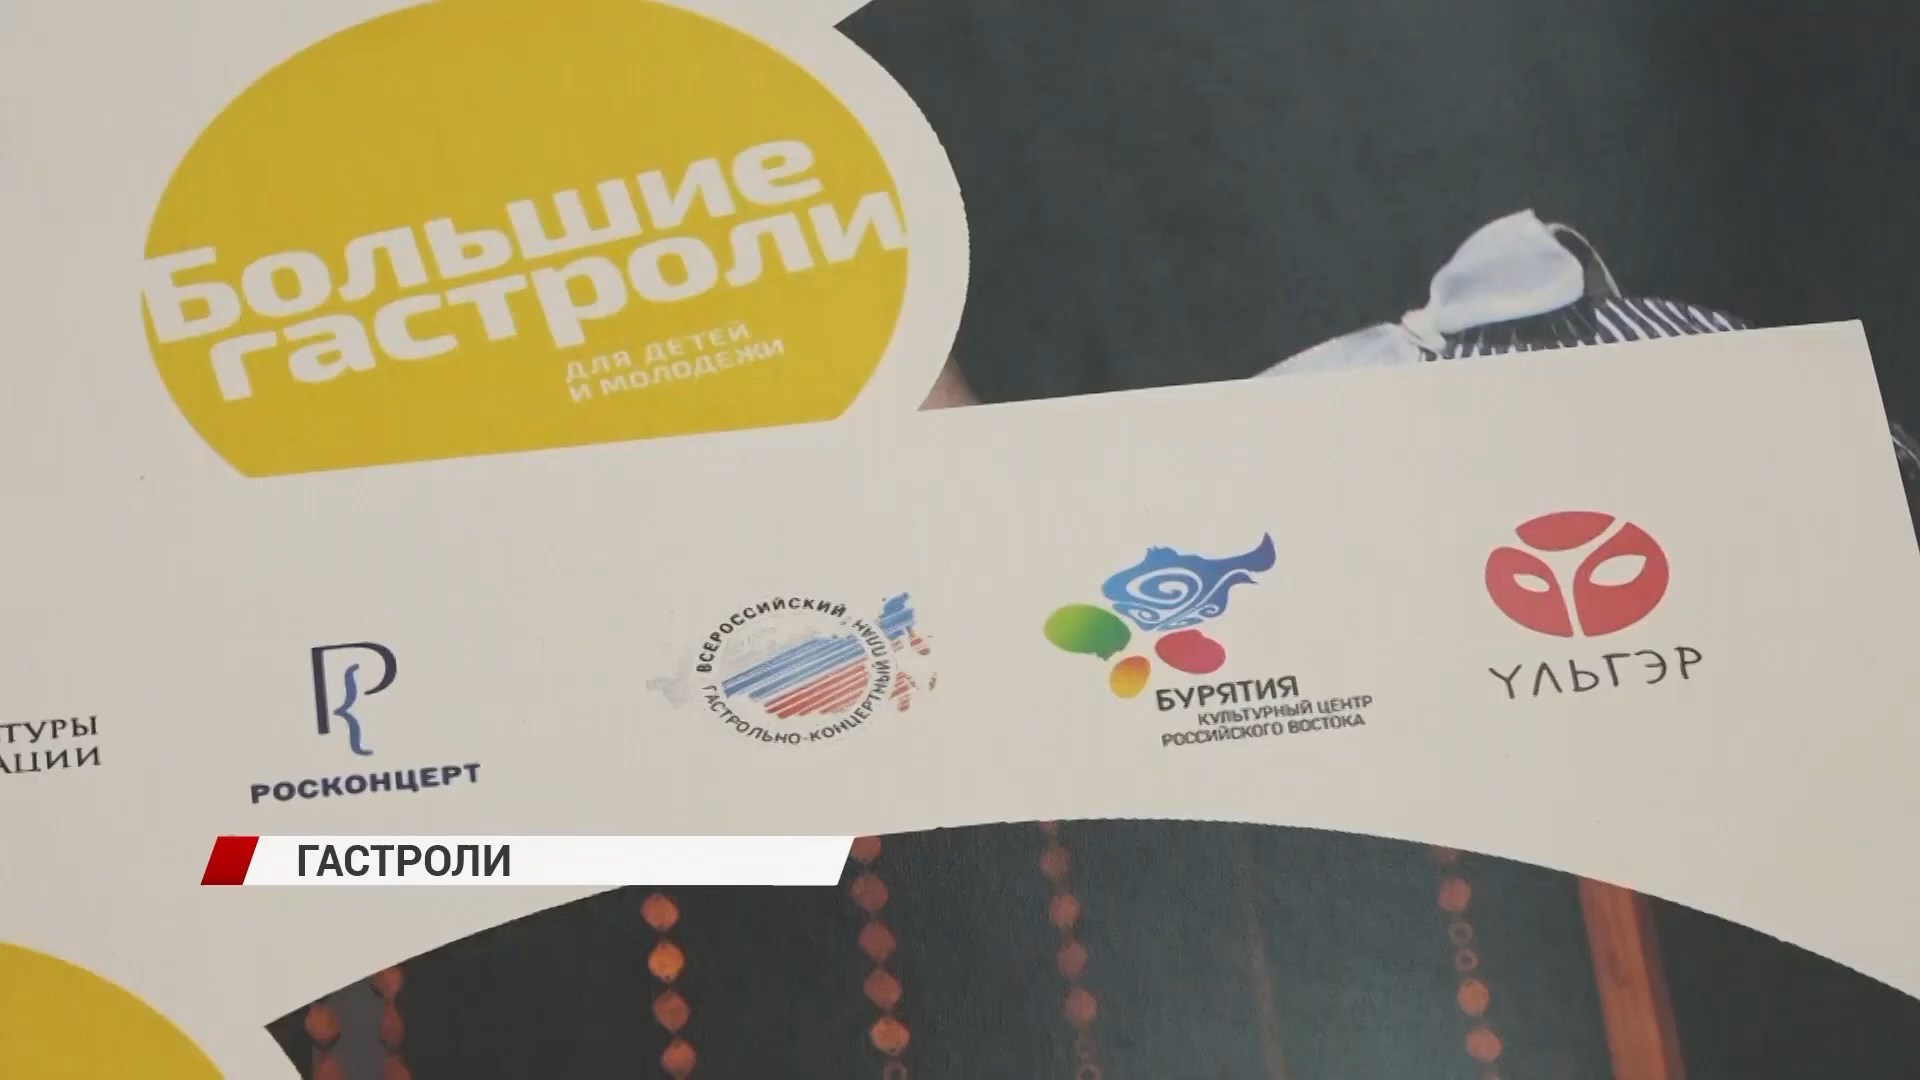 Большие
гастроли
ДЛЯ ДЕТЕЙ
И МОЛОДЕЖИ
ТУРЫ
АЦИИ
РОСКОНЦЕРТ
ВСЕРОССИЙСКИЙ
ГАСТРОЛЬНО-КОНЦЕРТНЫЙ ПЛАН
БУРЯТИЯ
КУЛЬТУРНЫЙ ЦЕНТР
РОССИЙСКОГО ВОСТОКА
ҮЛЬГЭР
ГАСТРОЛИ